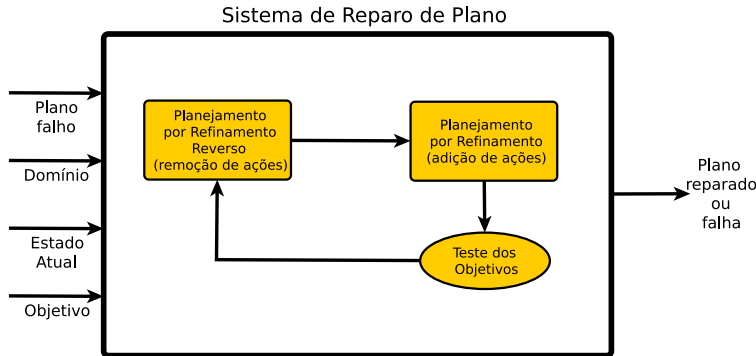 Sistema de Reparo de Plano
Plano
falho
Domínio
Estado
Atual
Objetivo
Planejamento
por Refinamento
Reverso
(remoção de ações)
Planejamento
por Refinamento
(adição de ações)
Teste dos
Objetivos
Plano
reparado
ou
falha